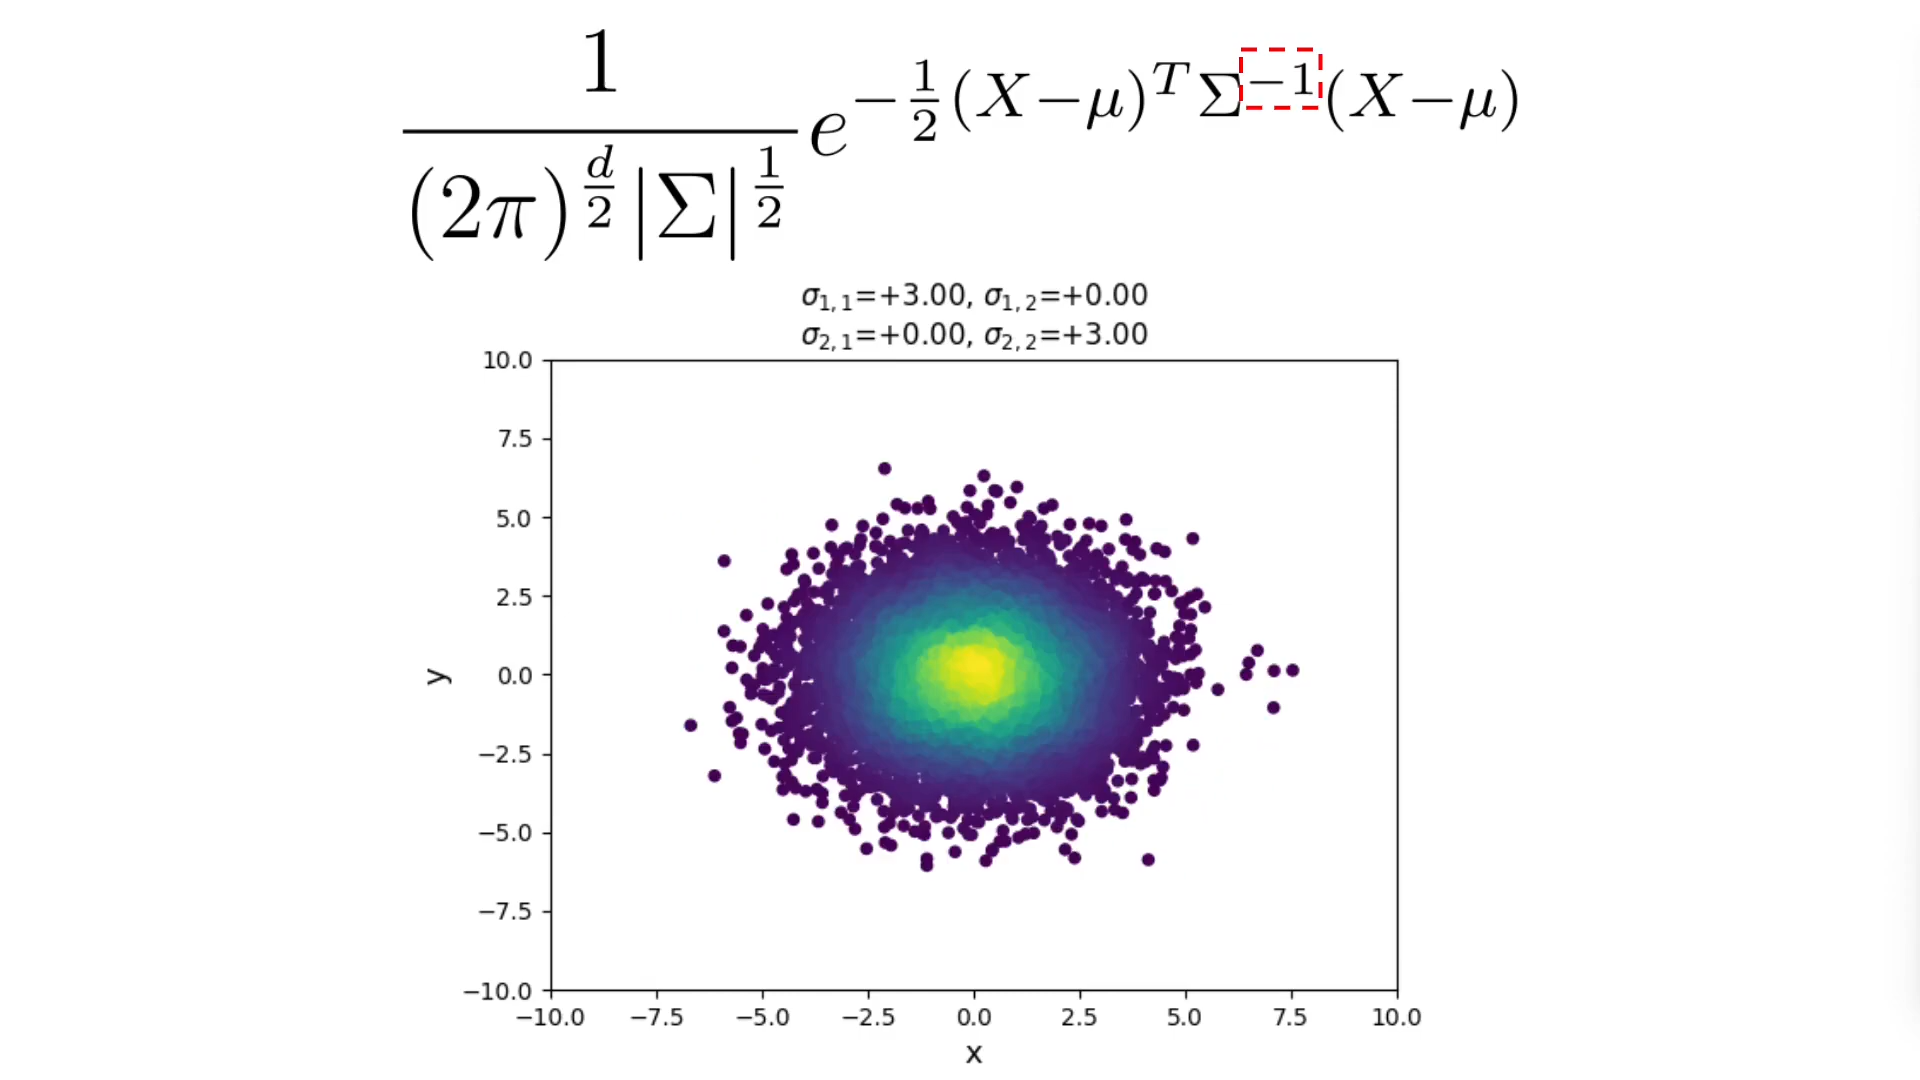 1
(2π)^{d/2} |Σ|^{1/2} e^{−1/2 (X−μ)^T Σ^{−1} (X−μ)}
σ1,1=+3.00, σ1,2=+0.00
σ2,1=+0.00, σ2,2=+3.00
10.0
7.5
5.0
2.5
0.0
−2.5
−5.0
−7.5
−10.0
y
−10.0 −7.5 −5.0 −2.5 0.0 2.5 5.0 7.5 10.0
x